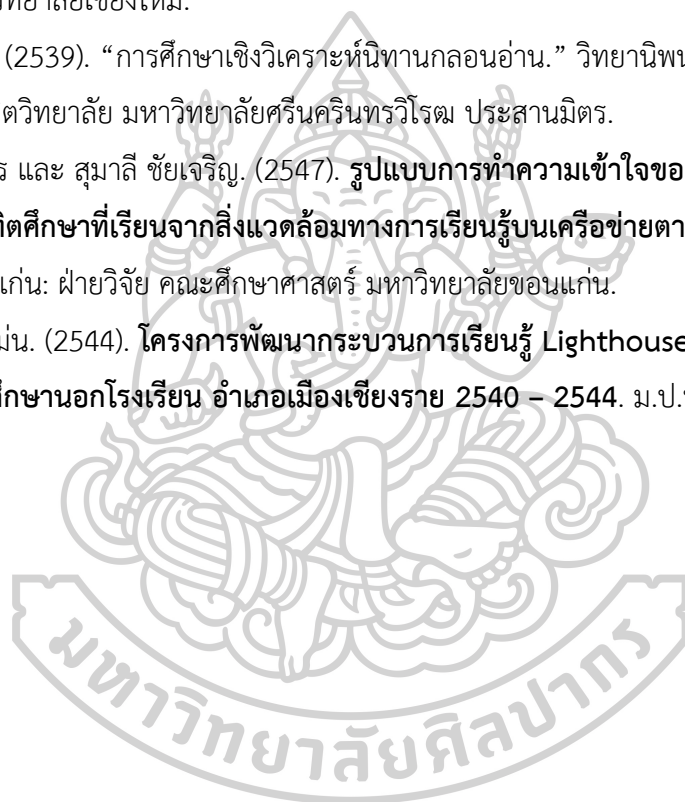 วิทยาลัยเชียงใหม่.
(2539). “การศึกษาเชิงวิเคราะห์นิทานกลอนอ่าน.” วิทยานิพน
ตวิทยาลัย มหาวิทยาลัยศรีนครินทรวิโรฒ ประสานมิตร.
ร และ สุมาลี ชัยเจริญ. (2547). รูปแบบการทำความเข้าใจขอ
ทิตศึกษาที่เรียนจากสิ่งแวดล้อมทางการเรียนรู้บนเครือข่ายตา
แก่น: ฝ่ายวิจัย คณะศึกษาศาสตร์ มหาวิทยาลัยขอนแก่น.
ม่น. (2544). โครงการพัฒนากระบวนการเรียนรู้ Lighthouse
ศึกษานอกโรงเรียน อำเภอเมืองเชียงราย 2540 – 2544. ม.ป.
มหาวิทยาลัยศิลปากร